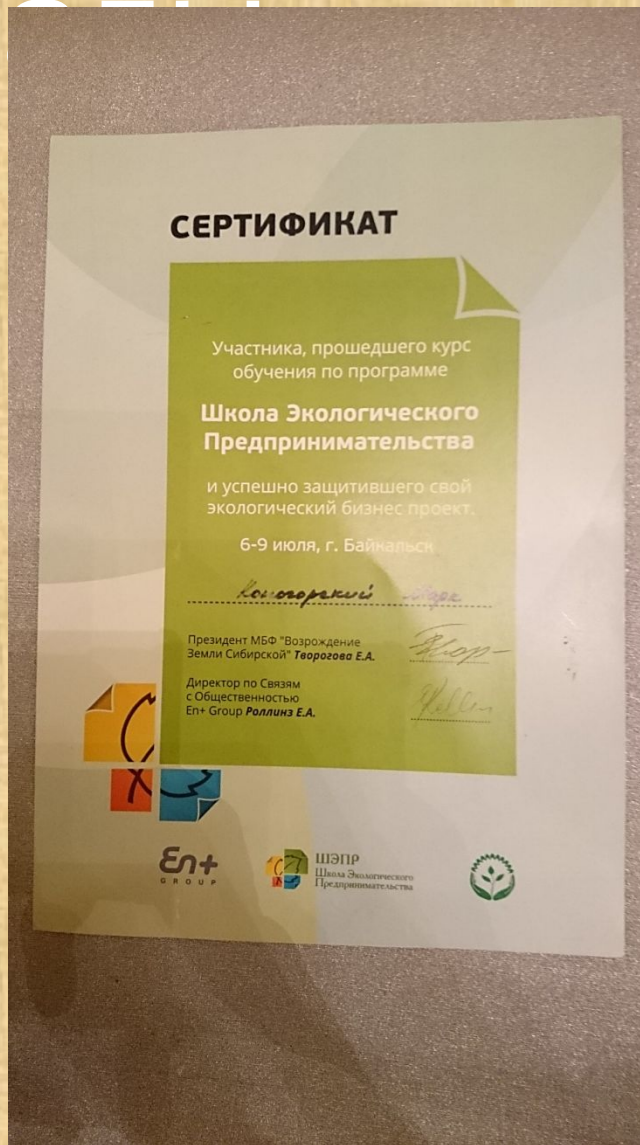 СЕРТИФИКАТ
Участника, прошедшего курс
обучения по программе
Школа Экологического
Предпринимательства
и успешно защитившего свой
экологический бизнес проект.
6-9 июля, г. Байкальск
Марк
Президент МБФ "Возрождение
Земли Сибирской" Творогова Е.А.
Директор по Связям
с Общественностью
En+ Group Роллинз Е.А.
En+
GROUP
ШЭПР
Школа Экологического
Предпринимательства